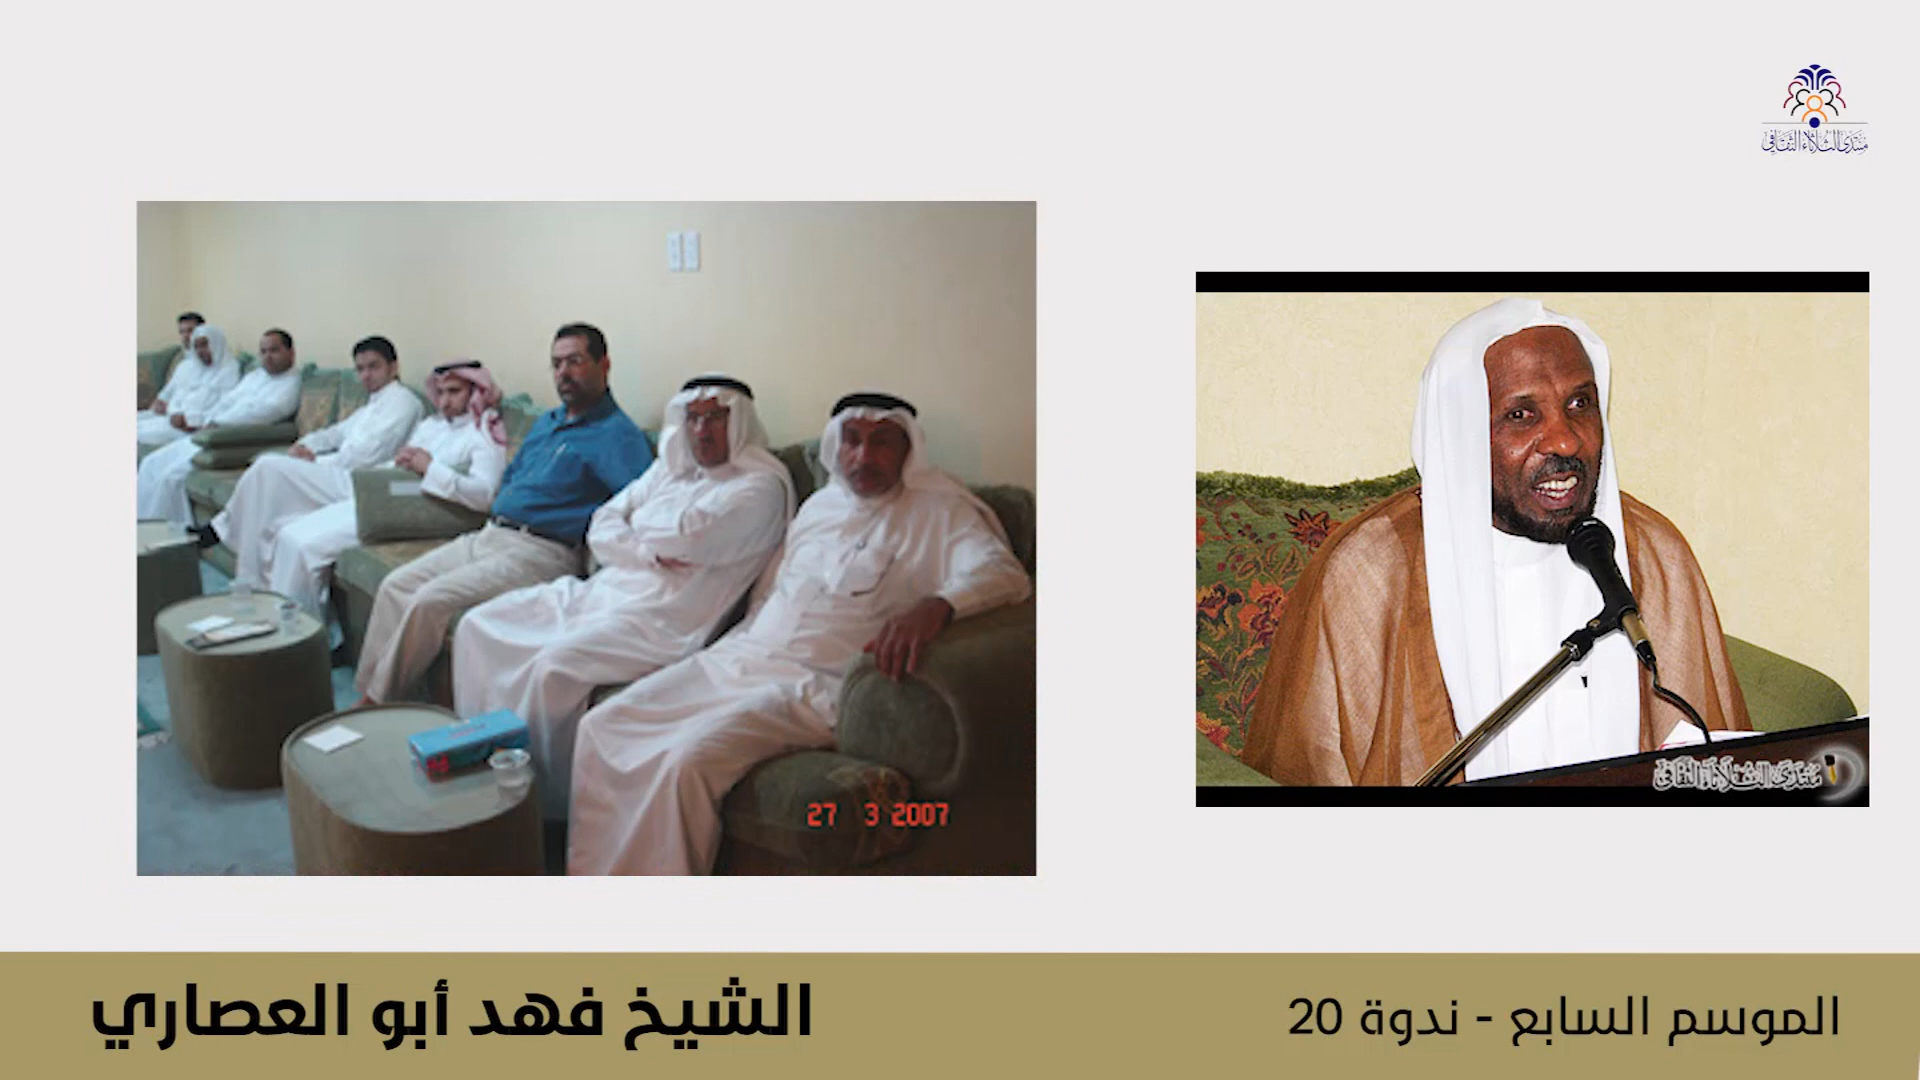 منتدى الثلاثاء الثقافي
27 3 2007
منتدى الثلاثاء الثقافي
الموسم السابع - ندوة 20
الشيخ فهد أبو العصاري